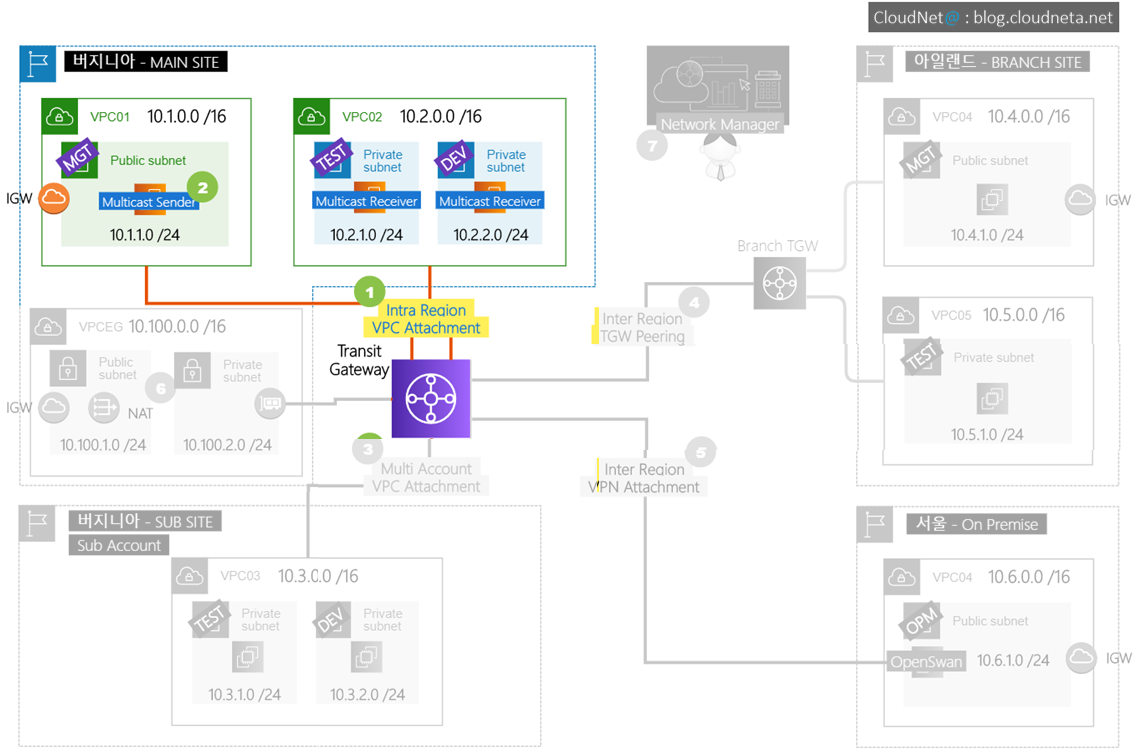 CloudNet@ : blog.cloudneta.net
버지니아 - MAIN SITE
VPC01 10.1.0.0 /16
MGT
Public subnet
IGW
Multicast Sender
2
10.1.1.0 /24
VPC02 10.2.0.0 /16
TEST
Private
subnet
Multicast Receiver
10.2.1.0 /24
DEV
Private
subnet
Multicast Receiver
10.2.2.0 /24
1
Intra Region
VPC Attachment
Transit
Gateway
VPCEG 10.100.0.0 /16
Public
subnet
IGW
NAT
10.100.1.0 /24
6
Private
subnet
10.100.2.0 /24
3
Multi Account
VPC Attachment
버지니아 - SUB SITE
Sub Account
VPC03 10.3.0.0 /16
TEST
Private
subnet
10.3.1.0 /24
DEV
Private
subnet
10.3.2.0 /24
Network Manager
7
Branch TGW
4
Inter Region
TGW Peering
5
Inter Region
VPN Attachment
아일랜드 - BRANCH SITE
VPC04 10.4.0.0 /16
MGT
Public subnet
IGW
10.4.1.0 /24
VPC05 10.5.0.0 /16
TEST
Private subnet
10.5.1.0 /24
서울 - On Premise
VPC04 10.6.0.0 /16
OPM
Public subnet
OpenSwan
10.6.1.0 /24
IGW